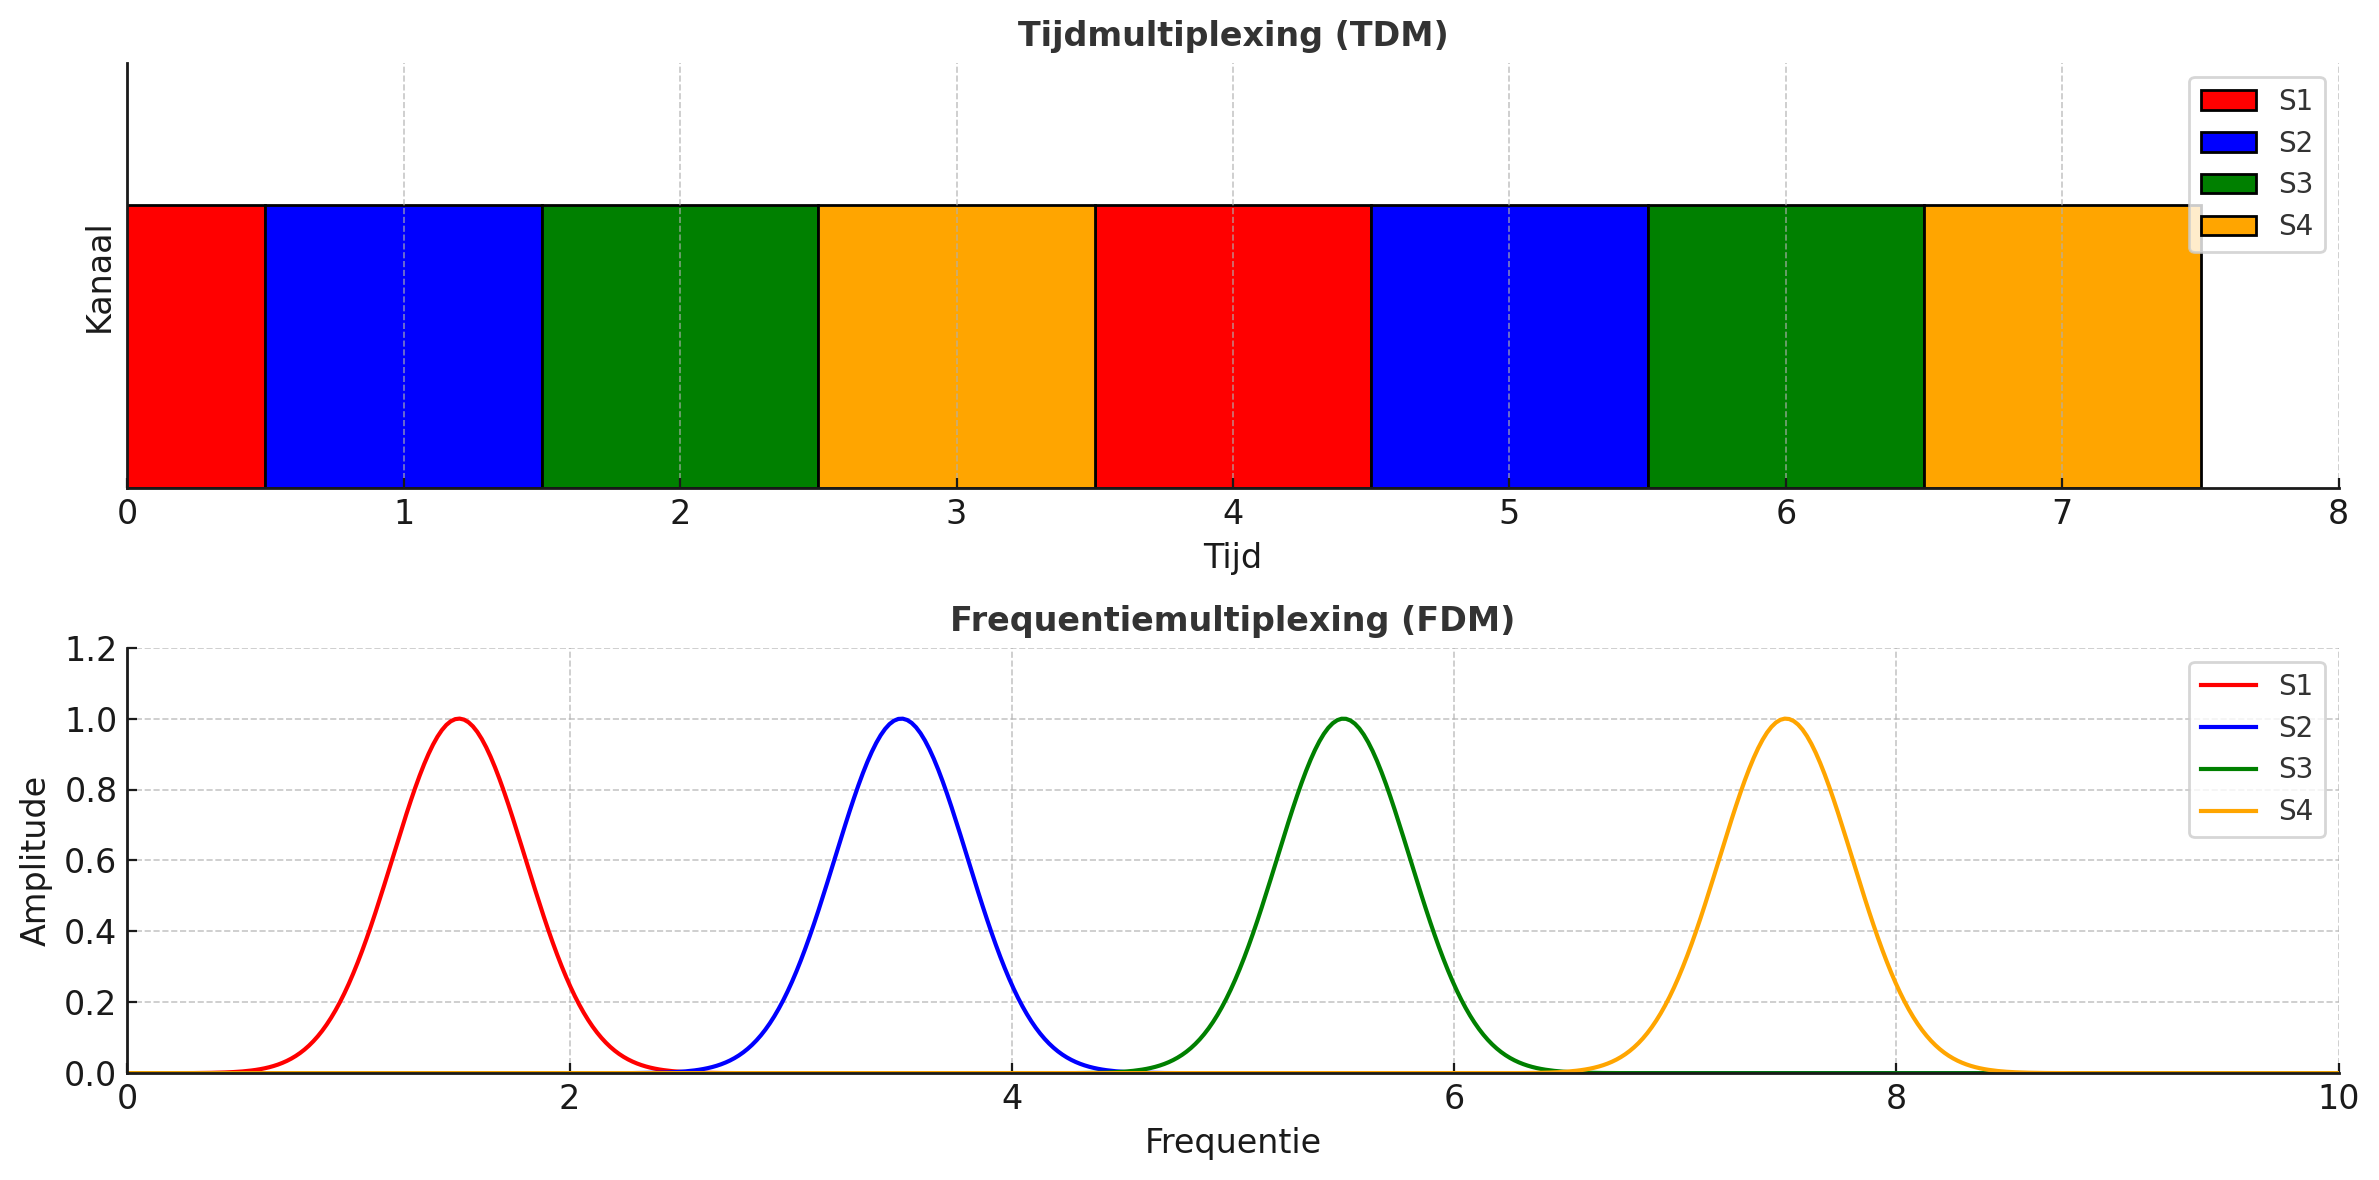 Tijdmultiplexing (TDM)
S1
S2
S3
S4
Kanaal
0 1 2 3 4 5 6 7 8
Tijd
Frequentiemultiplexing (FDM)
1.2
1.0
0.8
0.6
0.4
0.2
0.0
Amplitude
S1
S2
S3
S4
0 2 4 6 8 10
Frequentie